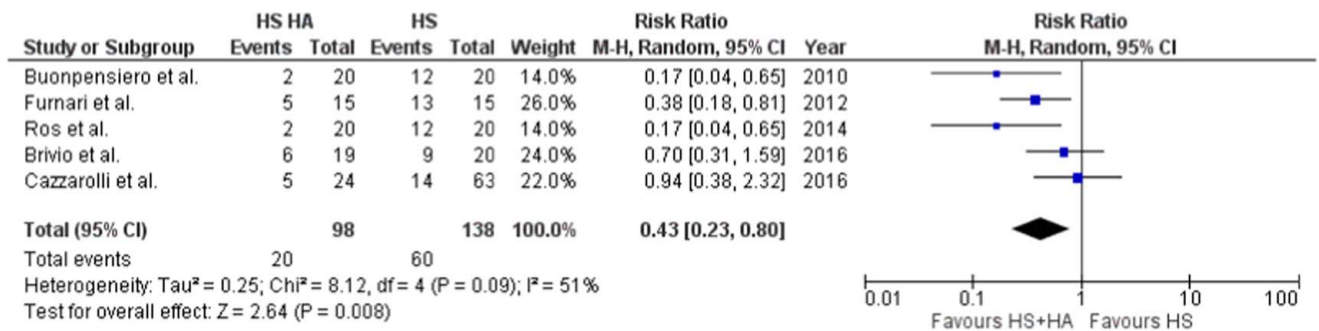 HS HA HS Risk Ratio Risk Ratio
Study or Subgroup Events Total Events Total Weight M-H, Random, 95% CI Year M-H, Random, 95% CI
Buonpensiero et al. 2 20 12 20 14.0% 0.17 [0.04, 0.65] 2010
Furnari et al. 5 15 13 15 26.0% 0.38 [0.18, 0.81] 2012
Ros et al. 2 20 12 20 14.0% 0.17 [0.04, 0.65] 2014
Brivio et al. 6 19 9 20 24.0% 0.70 [0.31, 1.59] 2016
Cazzarolli et al. 5 24 14 63 22.0% 0.94 [0.38, 2.32] 2016
Total (95% CI) 98 138 100.0% 0.43 [0.23, 0.80]
Total events 20 60
Heterogeneity: Tau² = 0.25; Chi² = 8.12, df = 4 (P = 0.09); I² = 51%
Test for overall effect: Z = 2.64 (P = 0.008)
0.01 0.1 1 10 100
Favours HS+HA Favours HS